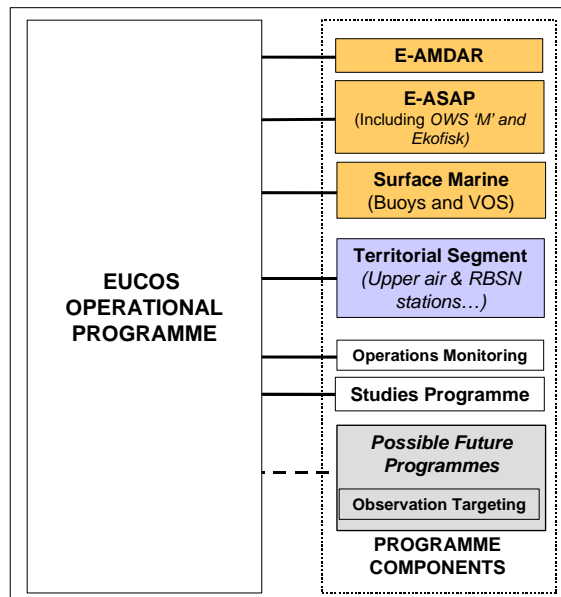 EUCOS
OPERATIONAL
PROGRAMME
E-AMDAR
E-ASAP
(Including OWS ‘M’ and
Ekofisk)
Surface Marine
(Buoys and VOS)
Territorial Segment
(Upper air & RBSN
stations…)
Operations Monitoring
Studies Programme
Possible Future
Programmes
Observation Targeting
PROGRAMME
COMPONENTS